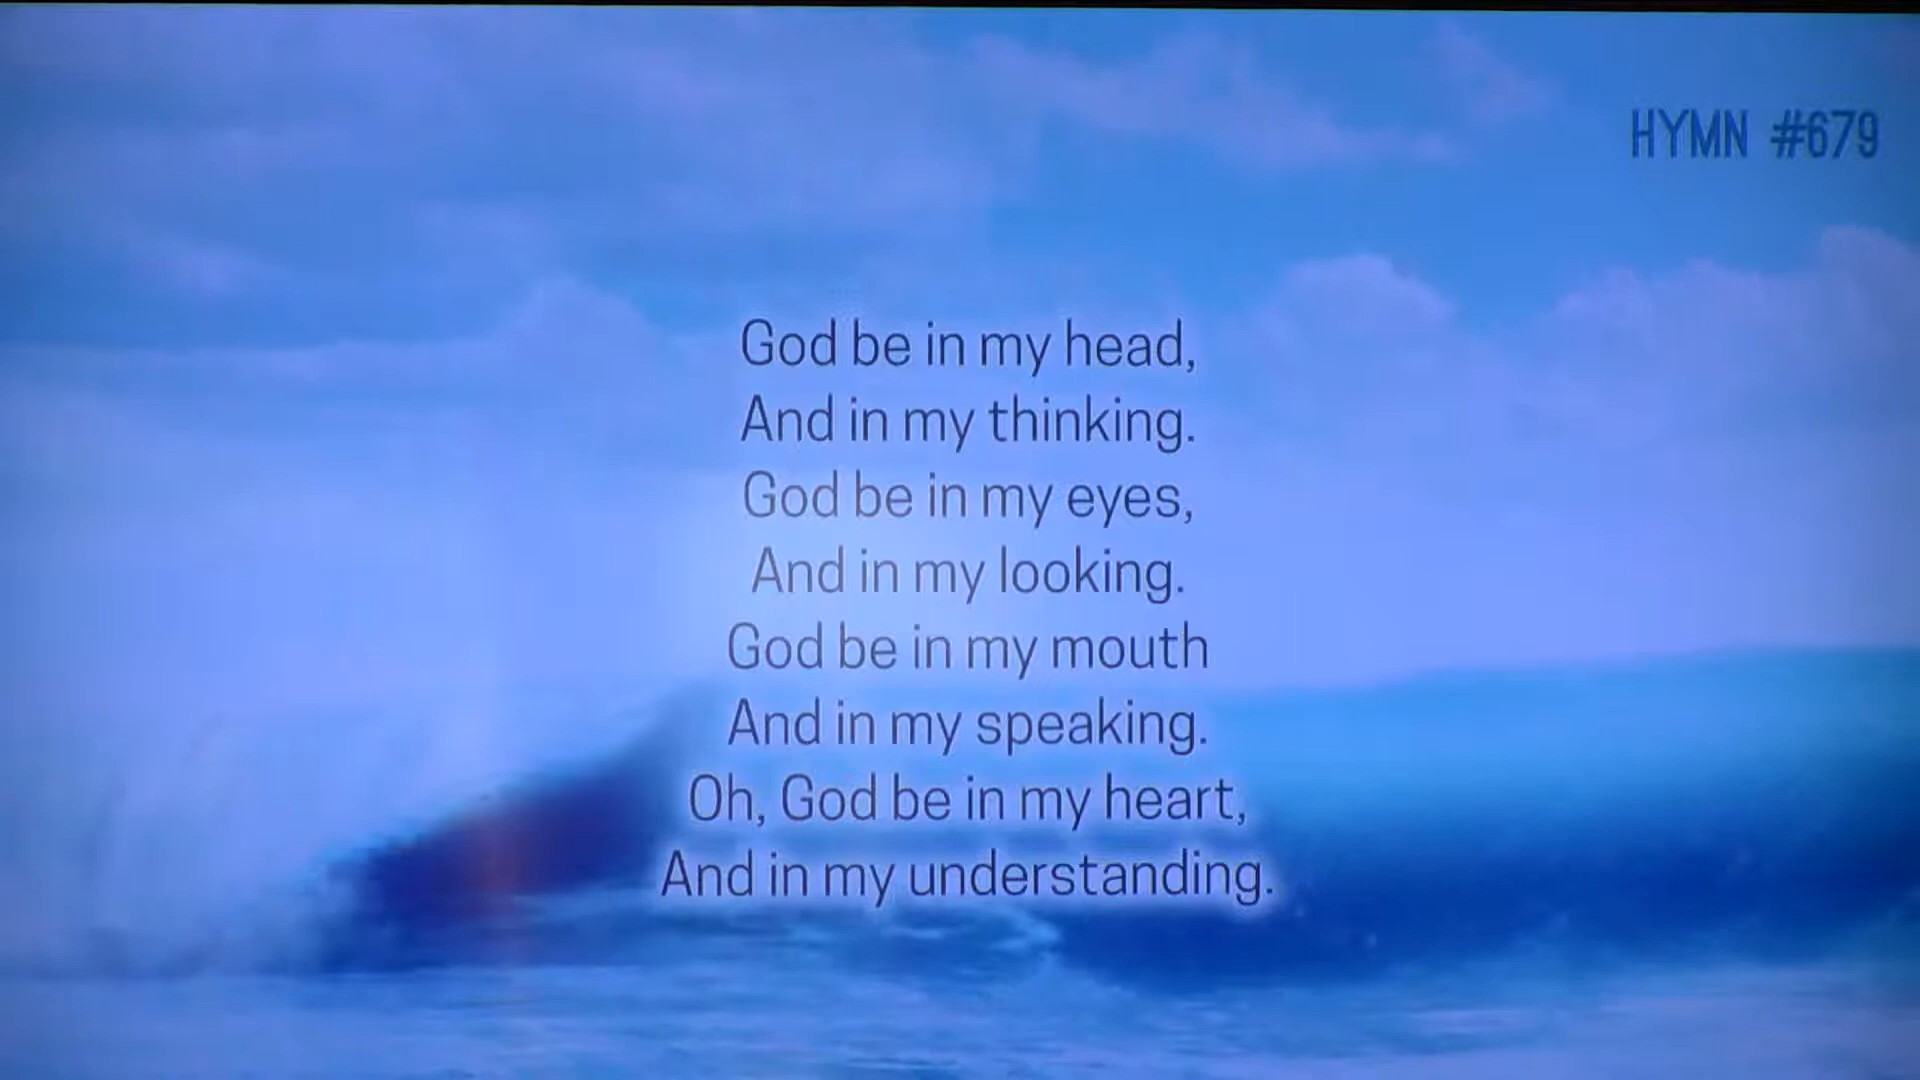 HYMN #679
God be in my head,
And in my thinking.
God be in my eyes,
And in my looking.
God be in my mouth
And in my speaking.
Oh, God be in my heart,
And in my understanding.